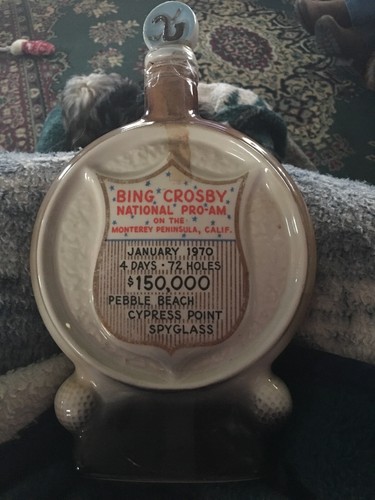 BING CROSBY
NATIONAL PRO-AM
ON THE
MONTEREY PENINSULA, CALIF.
JANUARY 1970
4 DAYS • 72 HOLES
$150,000
PEBBLE BEACH
CYPRESS POINT
SPYGLASS